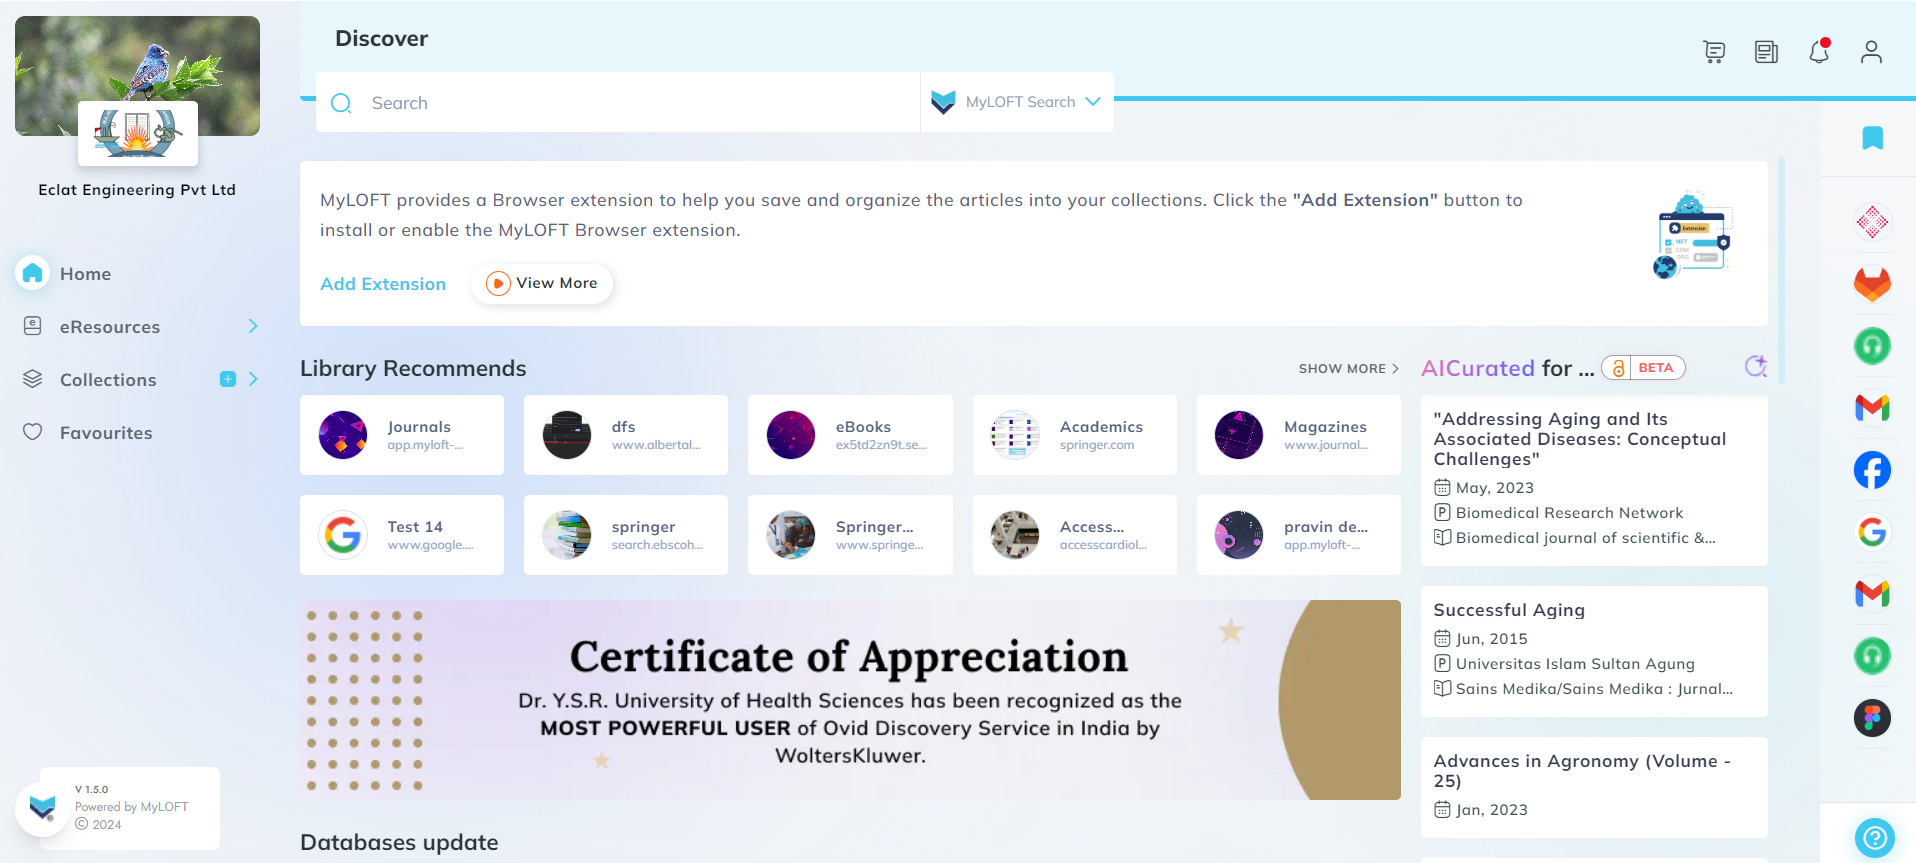 Eclat Engineering Pvt Ltd
Home
eResources
Collections
Favourites
V 1.5.0
Powered by MyLOFT
© 2024
Discover
Search
MyLOFT Search
MyLOFT provides a Browser extension to help you save and organize the articles into your collections. Click the "Add Extension" button to
install or enable the MyLOFT Browser extension.
Add Extension
View More
Extension
NET
COM
ORG
Library Recommends
SHOW MORE
Journals
app.myloft-...
dfs
www.albertal...
eBooks
ex5td2zn9t.se...
Academics
springer.com
Magazines
www.journal...
Test 14
www.google....
springer
search.ebscoh...
Springer...
www.springe...
Access...
accesscardiol...
pravin de...
app.myloft-...
Certificate of Appreciation
Dr. Y.S.R. University of Health Sciences has been recognized as the
MOST POWERFUL USER of Ovid Discovery Service in India by
WoltersKluwer.
Databases update
AICurated for ...
BETA
"Addressing Aging and Its
Associated Diseases: Conceptual
Challenges"
May, 2023
Biomedical Research Network
Biomedical journal of scientific &...
Successful Aging
Jun, 2015
Universitas Islam Sultan Agung
Sains Medika/Sains Medika : Jurnal...
Advances in Agronomy (Volume -
25)
Jan, 2023